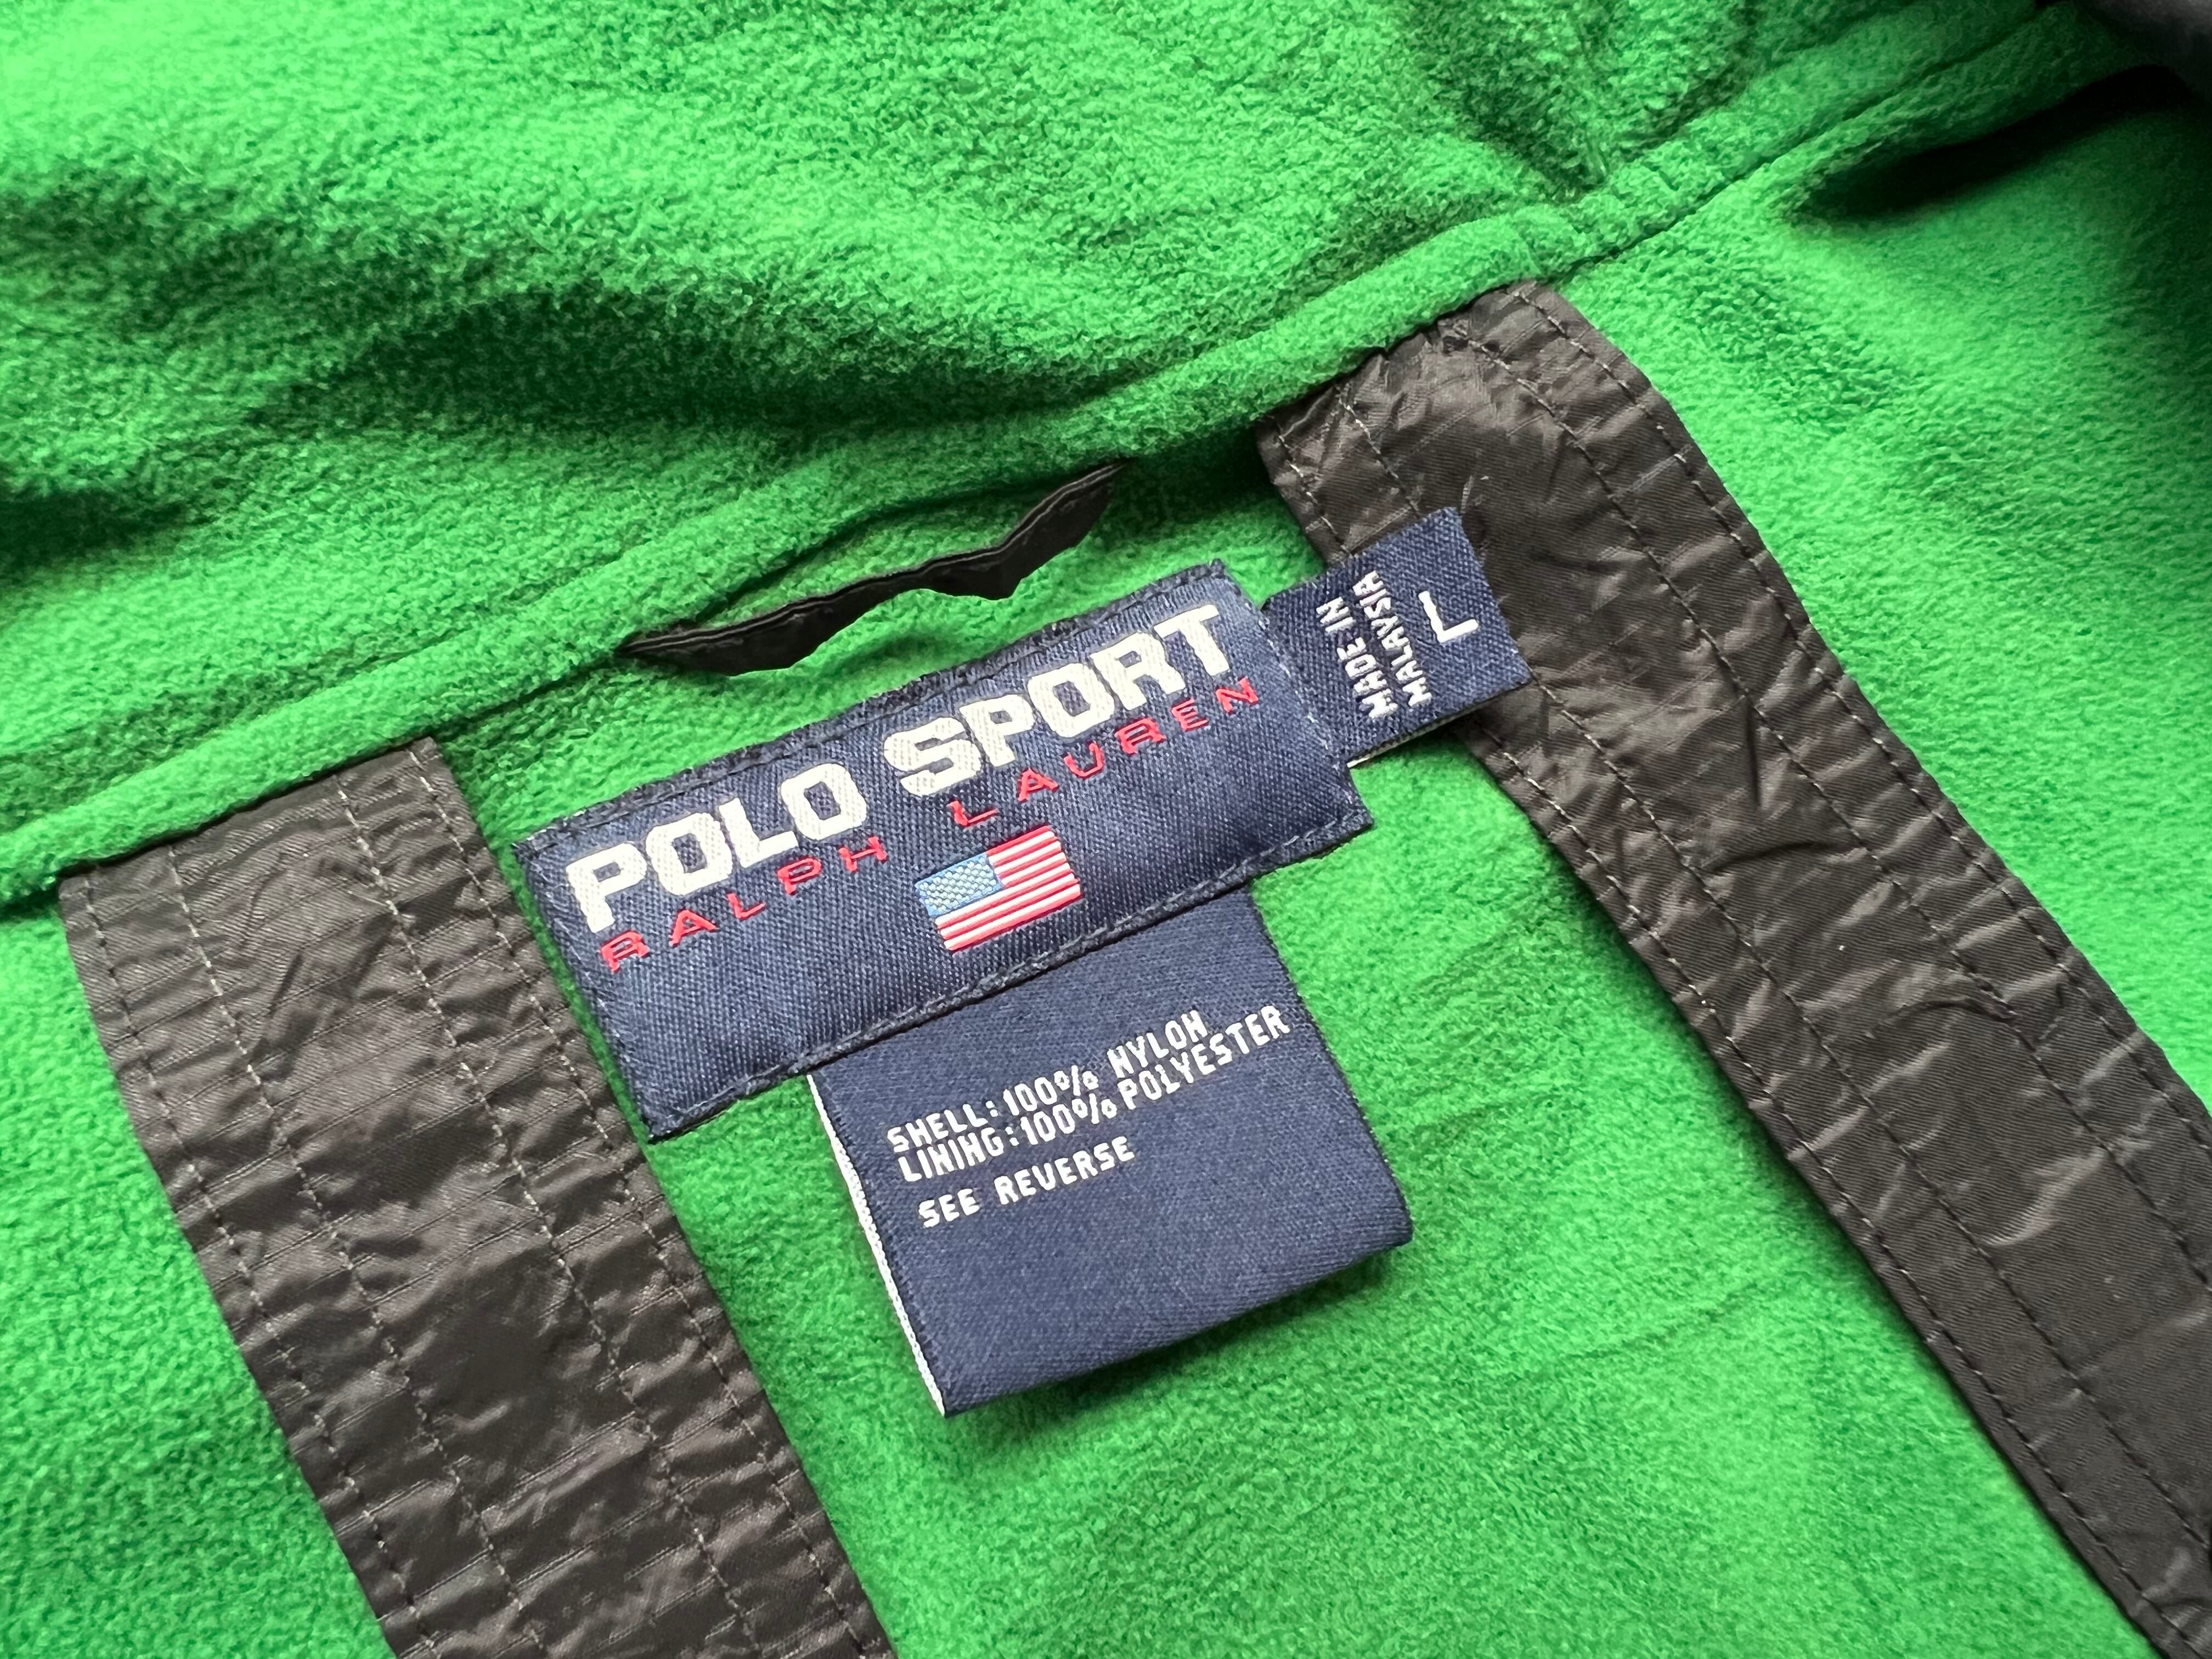 POLO SPORT
RALPH LAUREN
MADE IN
MALAYSIA
L
SHELL:100% NYLON
LINING:100% POLYESTER
SEE REVERSE